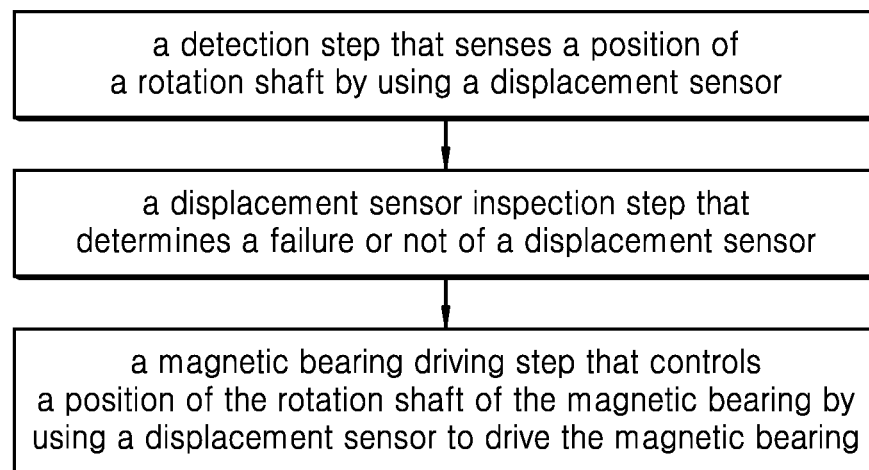 a detection step that senses a position of
a rotation shaft by using a displacement sensor
a displacement sensor inspection step that
determines a failure or not of a displacement sensor
a magnetic bearing driving step that controls
a position of the rotation shaft of the magnetic bearing by
using a displacement sensor to drive the magnetic bearing